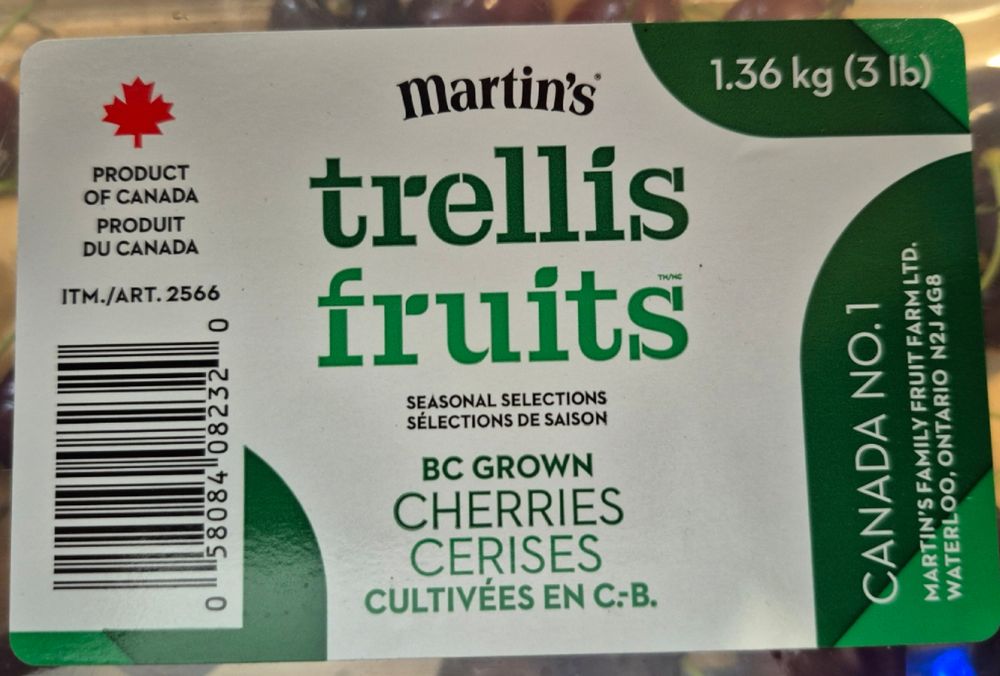 PRODUCT
OF CANADA
PRODUIT
DU CANADA
ITM./ART. 2566
0 58084 08232 0
martin's®
trellis
fruits TM/MC
SEASONAL SELECTIONS
SÉLECTIONS DE SAISON
BC GROWN
CHERRIES
CERISES
CULTIVÉES EN C.-B.
1.36 kg (3 lb)
CANADA NO. 1
MARTIN'S FAMILY FRUIT FARM LTD.
WATERLOO, ONTARIO N2J 4G8